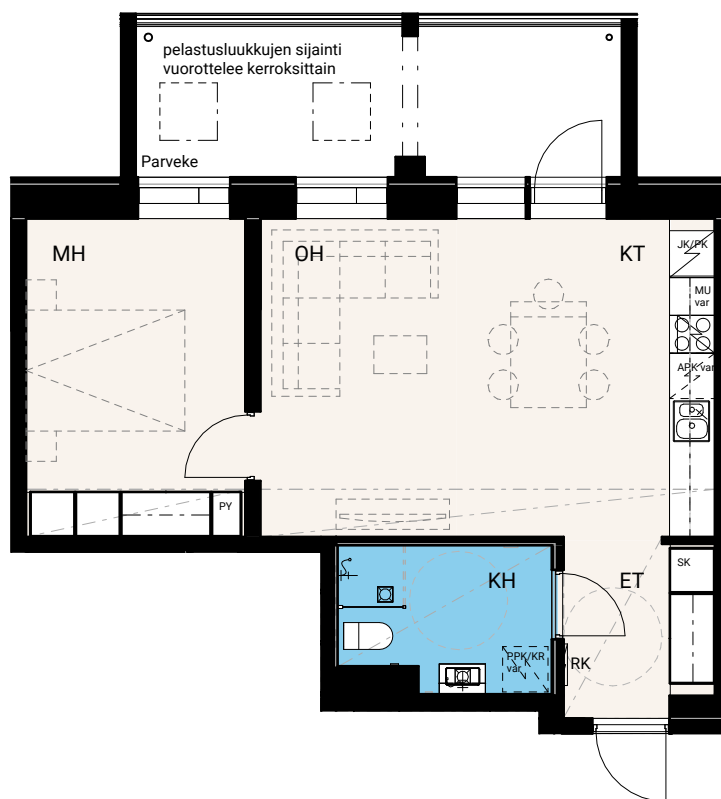 pelastusluukkujen sijainti
vuorottelee kerroksittain
Parveke
MH
OH
KT
JK/PK
MU
var
APK var
PY
KH
ET
SK
PPK/KR
var
RK